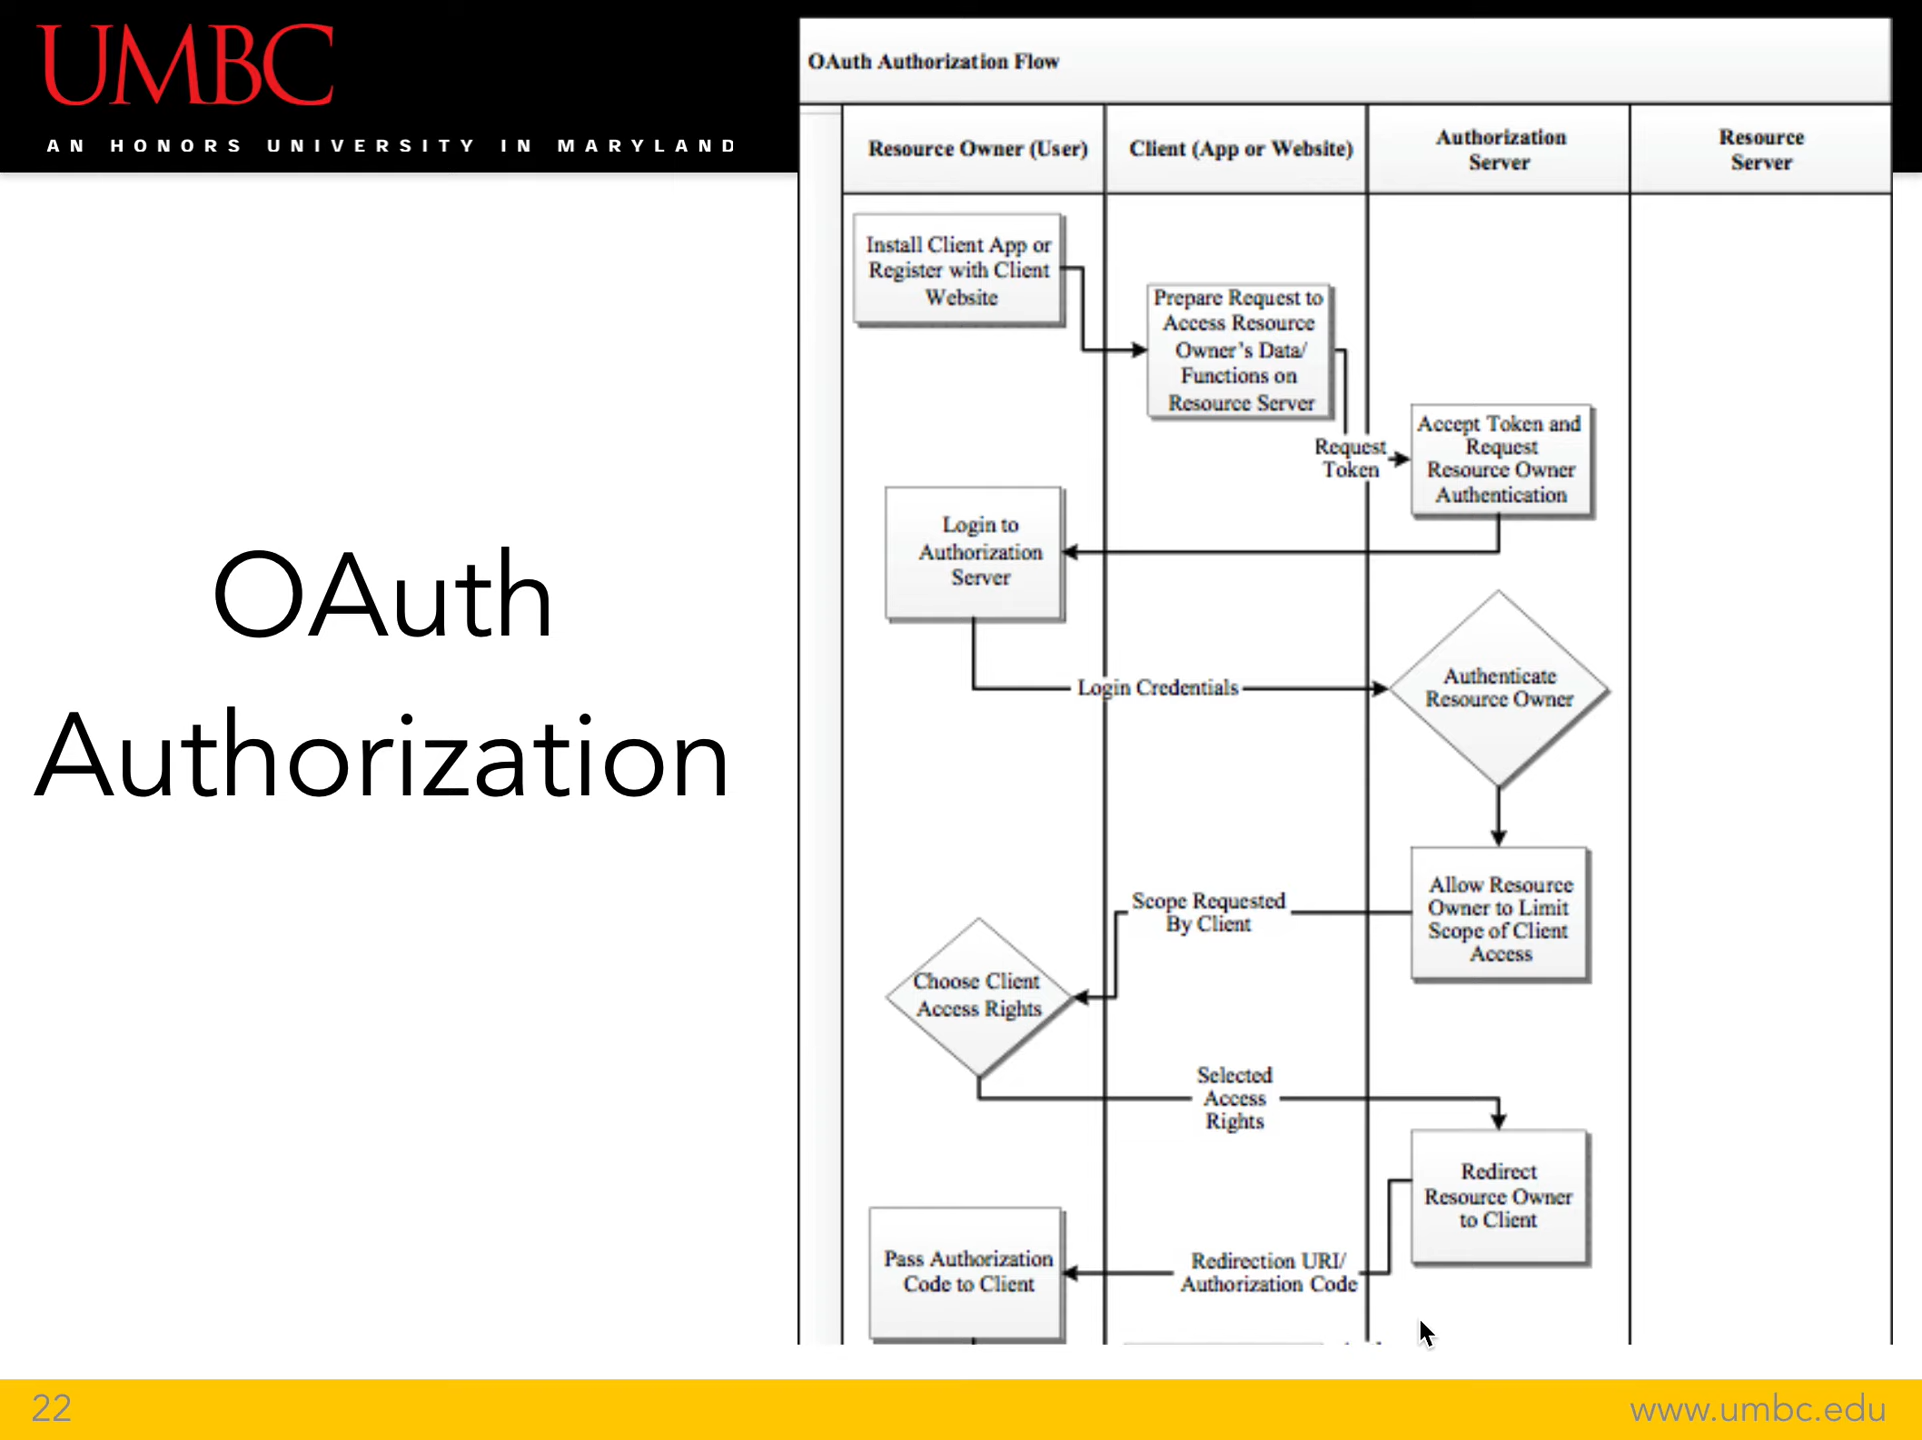 UMBC
AN HONORS UNIVERSITY IN MARYLAND
OAuth
Authorization
OAuth Authorization Flow
Resource Owner (User)
Client (App or Website)
Authorization
Server
Resource
Server
Install Client App or
Register with Client
Website
Prepare Request to
Access Resource
Owner's Data/
Functions on
Resource Server
Request
Token
Accept Token and
Request
Resource Owner
Authentication
Login to
Authorization
Server
Login Credentials
Authenticate
Resource Owner
Allow Resource
Owner to Limit
Scope of Client
Access
Scope Requested
By Client
Choose Client
Access Rights
Selected
Access
Rights
Redirect
Resource Owner
to Client
Redirection URI/
Authorization Code
Pass Authorization
Code to Client
22
www.umbc.edu